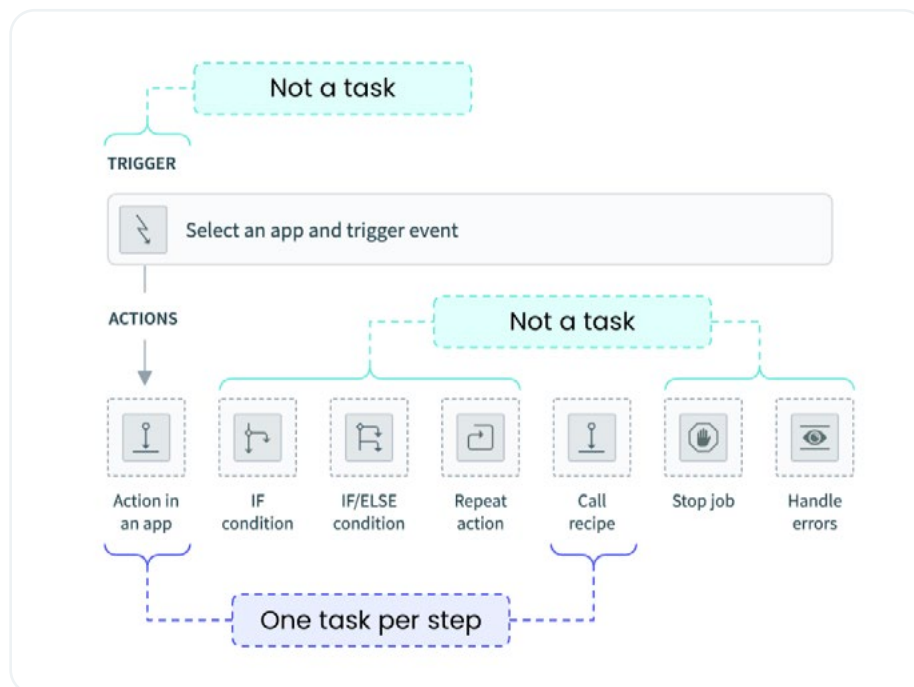 Not a task
TRIGGER
Select an app and trigger event
ACTIONS
Not a task
Action in
an app
IF
condition
IF/ELSE
condition
Repeat
action
Call
recipe
Stop job
Handle
errors
One task per step